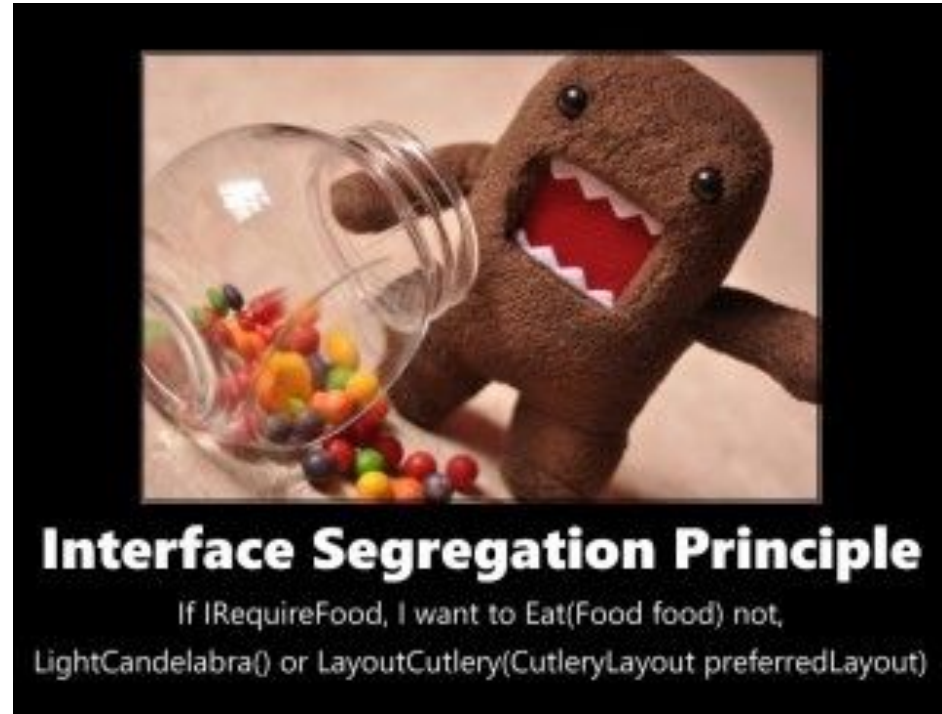 Interface Segregation Principle
If IRequireFood, I want to Eat(Food food) not,
LightCandelabra() or LayoutCutlery(CutleryLayout preferredLayout)